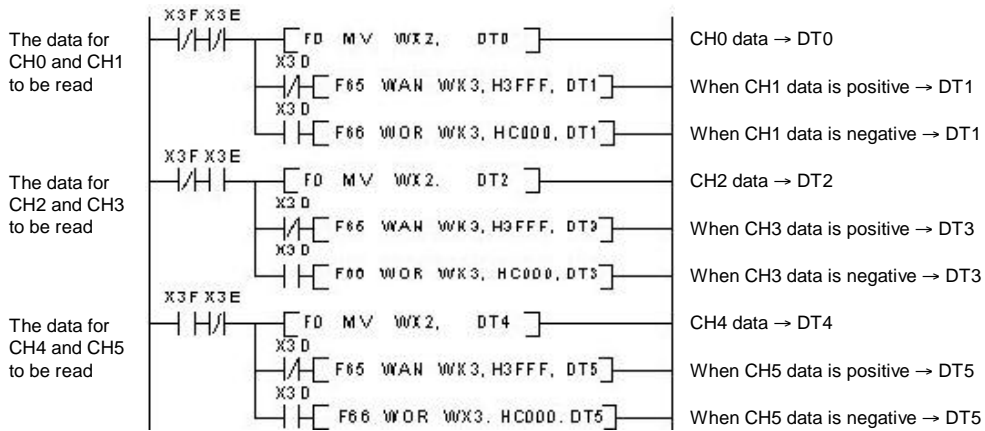 X3F X3E
The data for
CH0 and CH1
to be read
F0 MV WX2, DT0
CH0 data → DT0
X3D
F65 WAN WX3, H3FFF, DT1
When CH1 data is positive → DT1
X3D
F66 WOR WX3, HC000, DT1
When CH1 data is negative → DT1
X3F X3E
The data for
CH2 and CH3
to be read
F0 MV WX2. DT2
CH2 data → DT2
X3D
F65 WAN WX3, H3FFF, DT3
When CH3 data is positive → DT3
X3D
F66 WOR WX3, HC000, DT3
When CH3 data is negative → DT3
X3F X3E
The data for
CH4 and CH5
to be read
F0 MV WX2, DT4
CH4 data → DT4
X3D
F65 WAN WX3, H3FFF, DT5
When CH5 data is positive → DT5
X3D
F66 WOR WX3. HC000. DT5
When CH5 data is negative → DT5